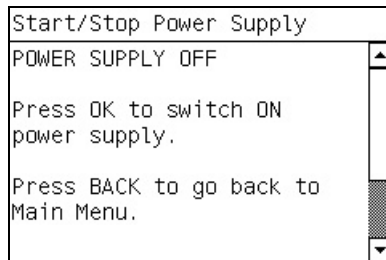 Start/Stop Power Supply
POWER SUPPLY OFF
Press OK to switch ON
power supply.
Press BACK to go back to
Main Menu.